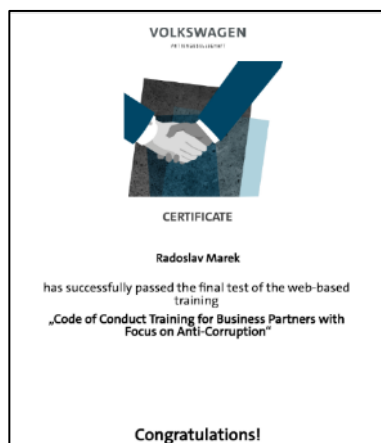 VOLKSWAGEN
AKTIENGESELLSCHAFT
CERTIFICATE
Radoslav Marek
has successfully passed the final test of the web-based
training
„Code of Conduct Training for Business Partners with
Focus on Anti-Corruption“
Congratulations!